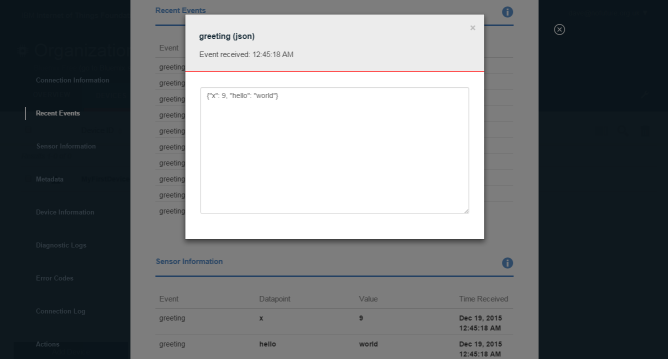 Organization
Connection Information
Recent Events
Sensor Information
Metadata
Device Information
Diagnostic Logs
Error Codes
Connection Log
Actions
Recent Events
Event
greeting
greeting
greeting
greeting
greeting
greeting
greeting
greeting
greeting
greeting
greeting (json)
×
Event received: 12:45:18 AM
{"x": 9, "hello": "world"}
Sensor Information
Event Datapoint Value Time Received
greeting x 9 Dec 19, 2015
12:45:18 AM
greeting hello world Dec 19, 2015
12:45:18 AM